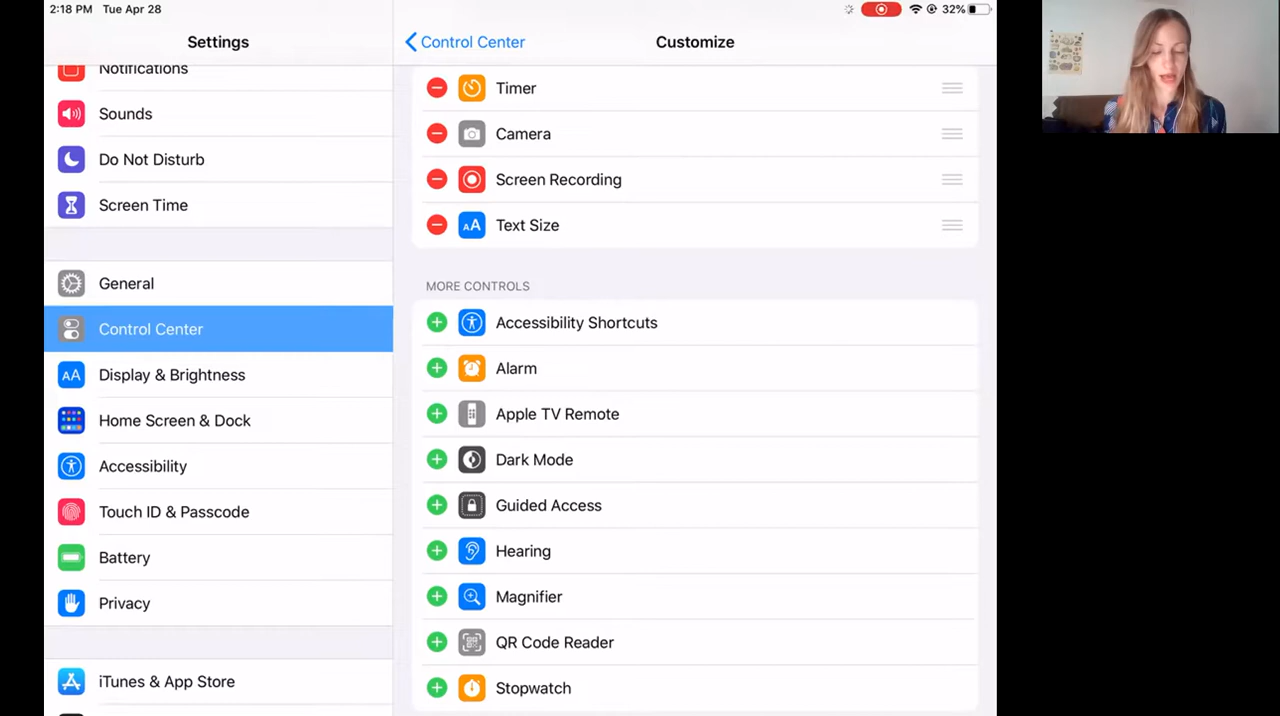 2:18 PM Tue Apr 28
32%
Settings
Control Center
Customize
Notifications
Sounds
Do Not Disturb
Screen Time
General
Control Center
AA Display & Brightness
Home Screen & Dock
Accessibility
Touch ID & Passcode
Battery
Privacy
iTunes & App Store
Timer
Camera
Screen Recording
AA Text Size
MORE CONTROLS
Accessibility Shortcuts
Alarm
Apple TV Remote
Dark Mode
Guided Access
Hearing
Magnifier
QR Code Reader
Stopwatch